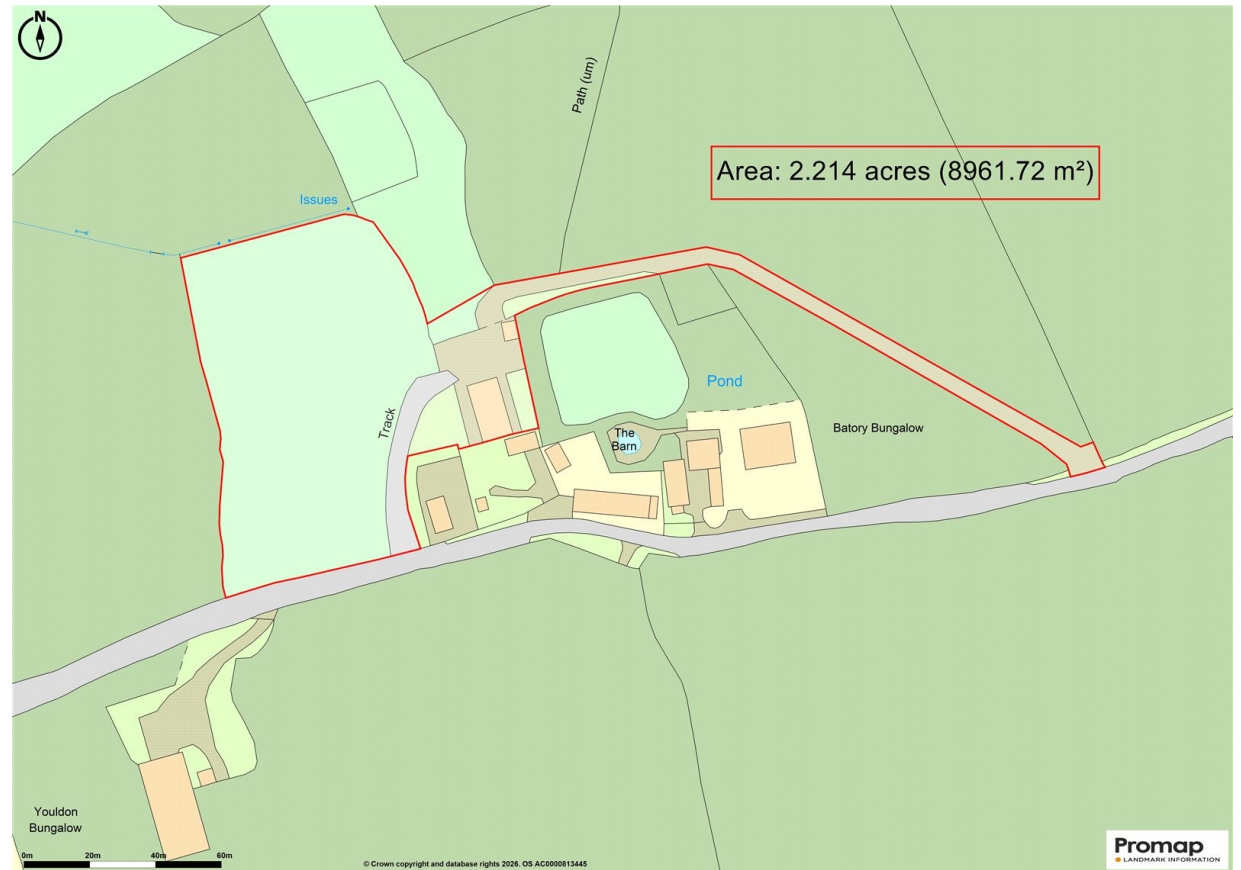 N
Path (um)
Area: 2.214 acres (8961.72 m²)
Issues
Pond
Track
The
Barn
Batory Bungalow
Youldon
Bungalow
0m 20m 40m 60m
© Crown copyright and database rights 2026. OS AC0000813445
Promap
LANDMARK INFORMATION